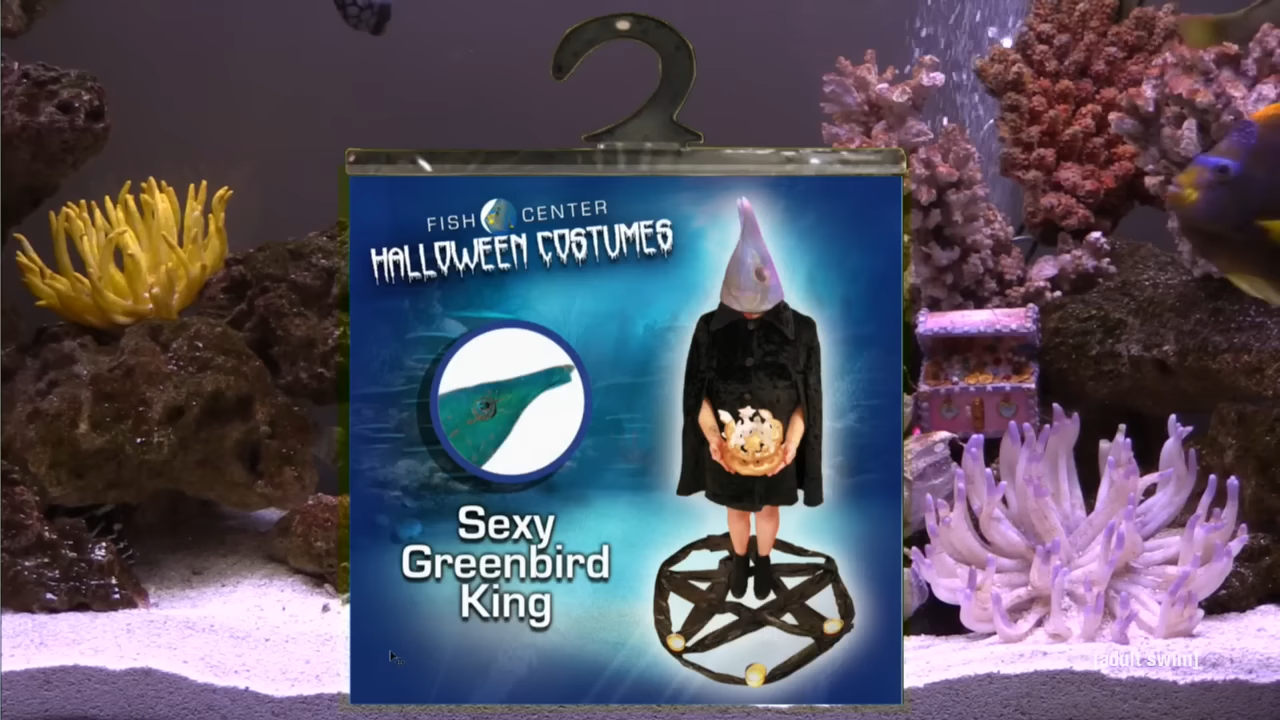 FISH CENTER
HALLOWEEN COSTUMES
Sexy
Greenbird
King
[adult swim]